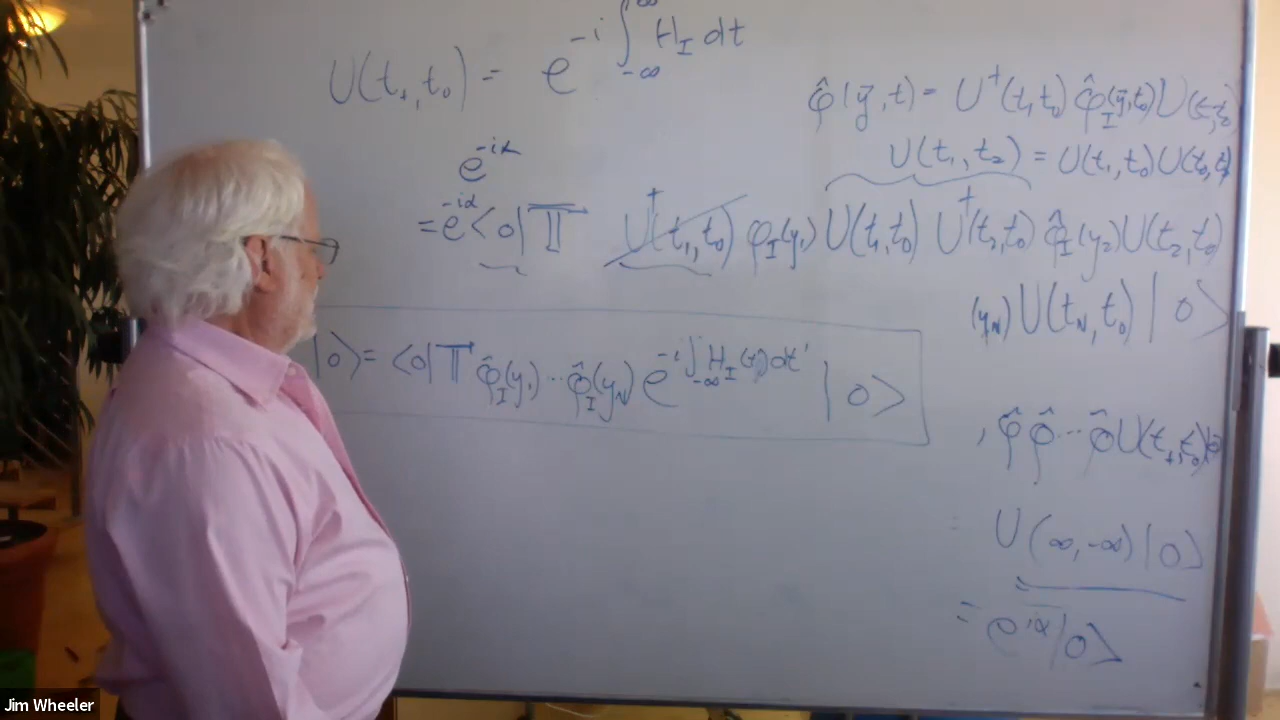 U(t₊,t₀) = e^{-i ∫_{-∞}^{∞} H_I dt}
φ̂(y⃗,t) = U†(t,t₀) φ̂_I(y⃗,t₀) U(t,t₀)
e^{-iα}
U(t₁,t₂) = U(t₁,t₀)U(t₀,t₂)
= e^{-iα} <0|T U†(t₁,t₀) φ_I(y₁) U(t₁,t₀) U†(t₂,t₀) φ̂_I(y₂) U(t₂,t₀)
(y_N) U(t_N,t₀) |0>
|0> = <0|T φ̂_I(y₁) ⋯ φ̂_I(y_N) e^{-i ∫_{-∞} H_I(t')dt'} |0>
, φ̂ φ̂ ⋯ φ̂ U(t₊,t₀)
U(∞,-∞)|0>
= e^{iα}|0>
Jim Wheeler